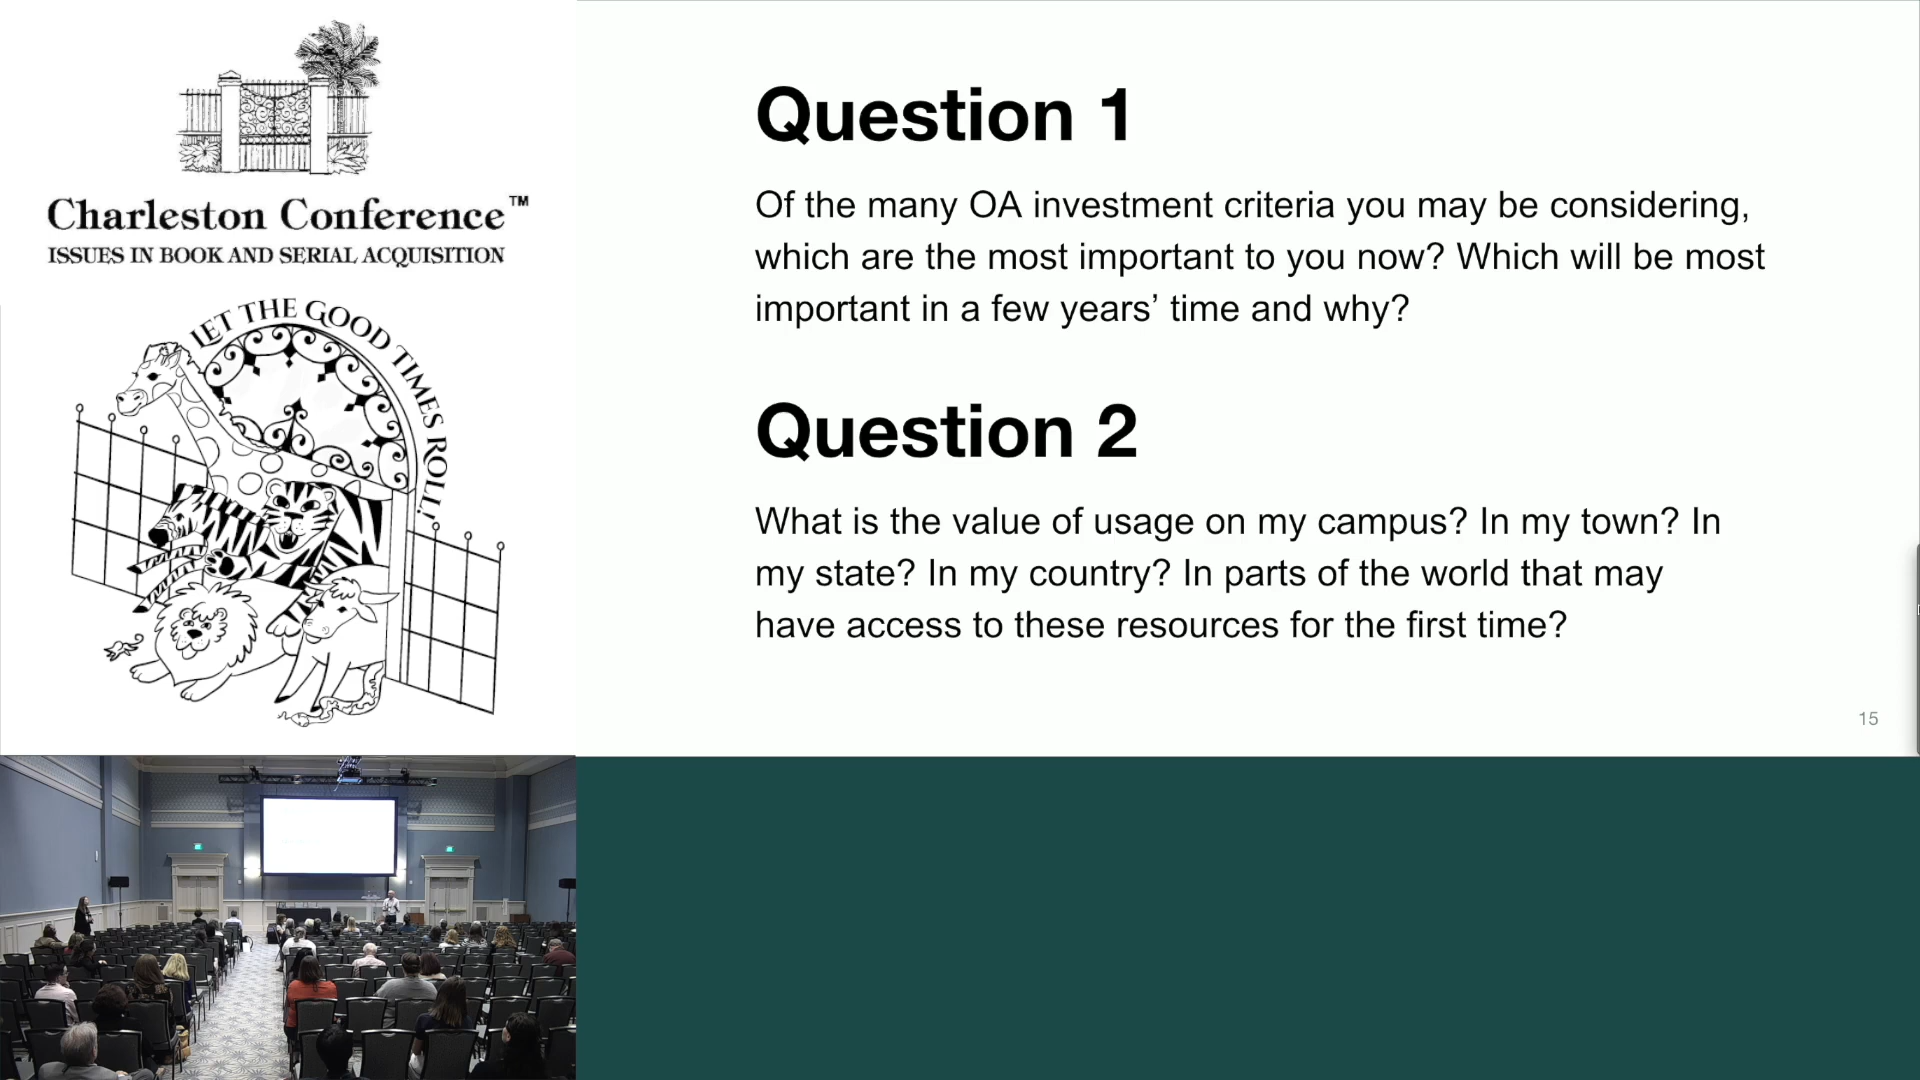 Charleston Conference™
ISSUES IN BOOK AND SERIAL ACQUISITION
LET THE GOOD TIMES ROLL!
Question 1
Of the many OA investment criteria you may be considering,
which are the most important to you now? Which will be most
important in a few years’ time and why?
Question 2
What is the value of usage on my campus? In my town? In
my state? In my country? In parts of the world that may
have access to these resources for the first time?
15